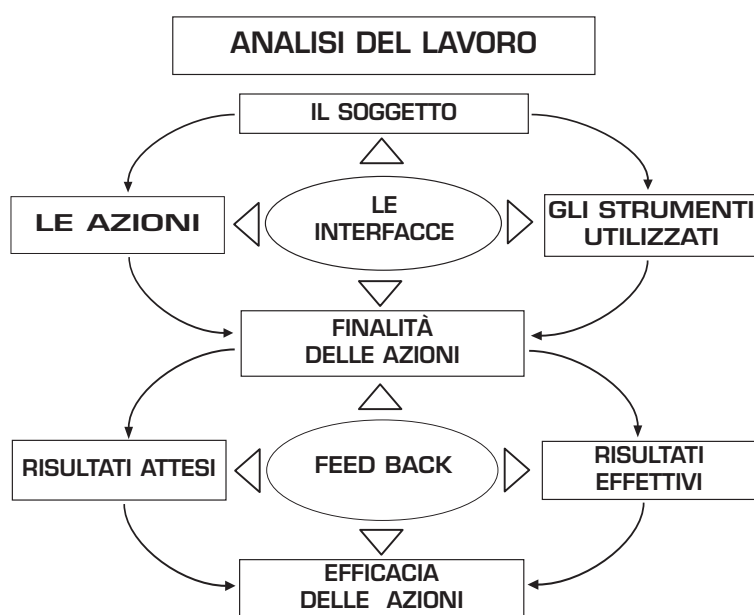 ANALISI DEL LAVORO
IL SOGGETTO
LE AZIONI
LE
INTERFACCE
GLI STRUMENTI
UTILIZZATI
FINALITÀ
DELLE AZIONI
RISULTATI ATTESI
FEED BACK
RISULTATI
EFFETTIVI
EFFICACIA
DELLE AZIONI